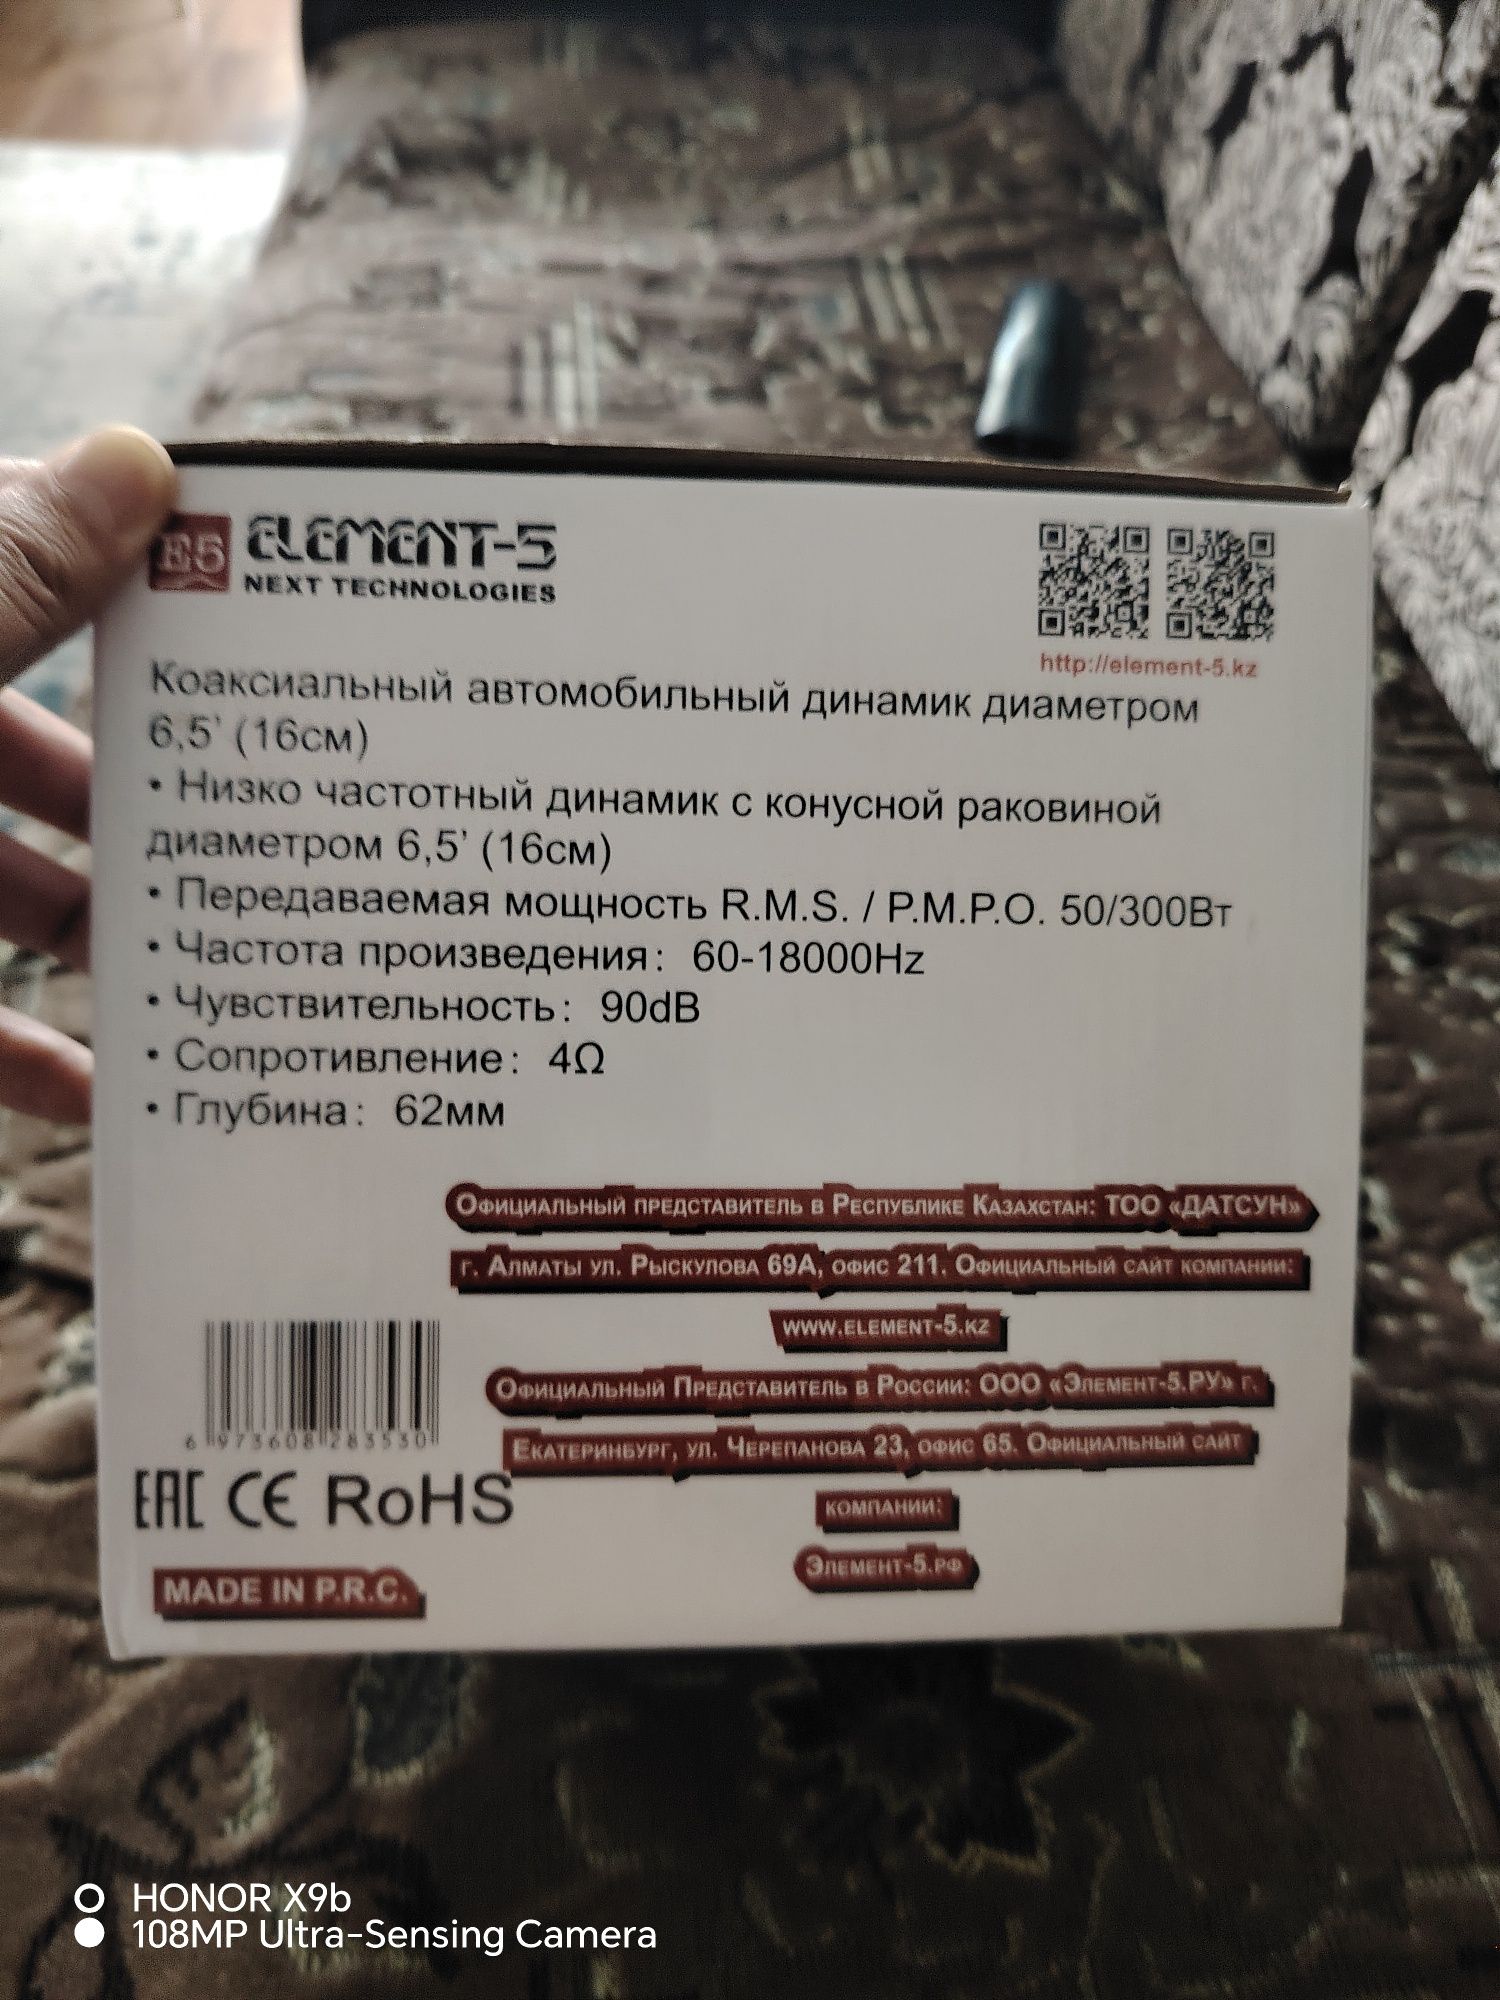 E5 ELEMENT-5
NEXT TECHNOLOGIES
http://element-5.kz
Коаксиальный автомобильный динамик диаметром
6,5' (16см)
• Низко частотный динамик с конусной раковиной
диаметром 6,5' (16см)
• Передаваемая мощность R.M.S. / P.M.P.O. 50/300Вт
• Частота произведения: 60-18000Hz
• Чувствительность: 90dB
• Сопротивление: 4Ω
• Глубина: 62мм
Официальный представитель в Республике Казахстан: ТОО «ДАТСУН»
г. Алматы ул. Рыскулова 69А, офис 211. Официальный сайт компании:
www.element-5.kz
Официальный Представитель в России: ООО «Элемент-5.РУ» г.
Екатеринбург, ул. Черепанова 23, офис 65. Официальный сайт
компании:
Элемент-5.рф
6 973608 283530
EAC CE RoHS
MADE IN P.R.C.
HONOR X9b
108MP Ultra-Sensing Camera